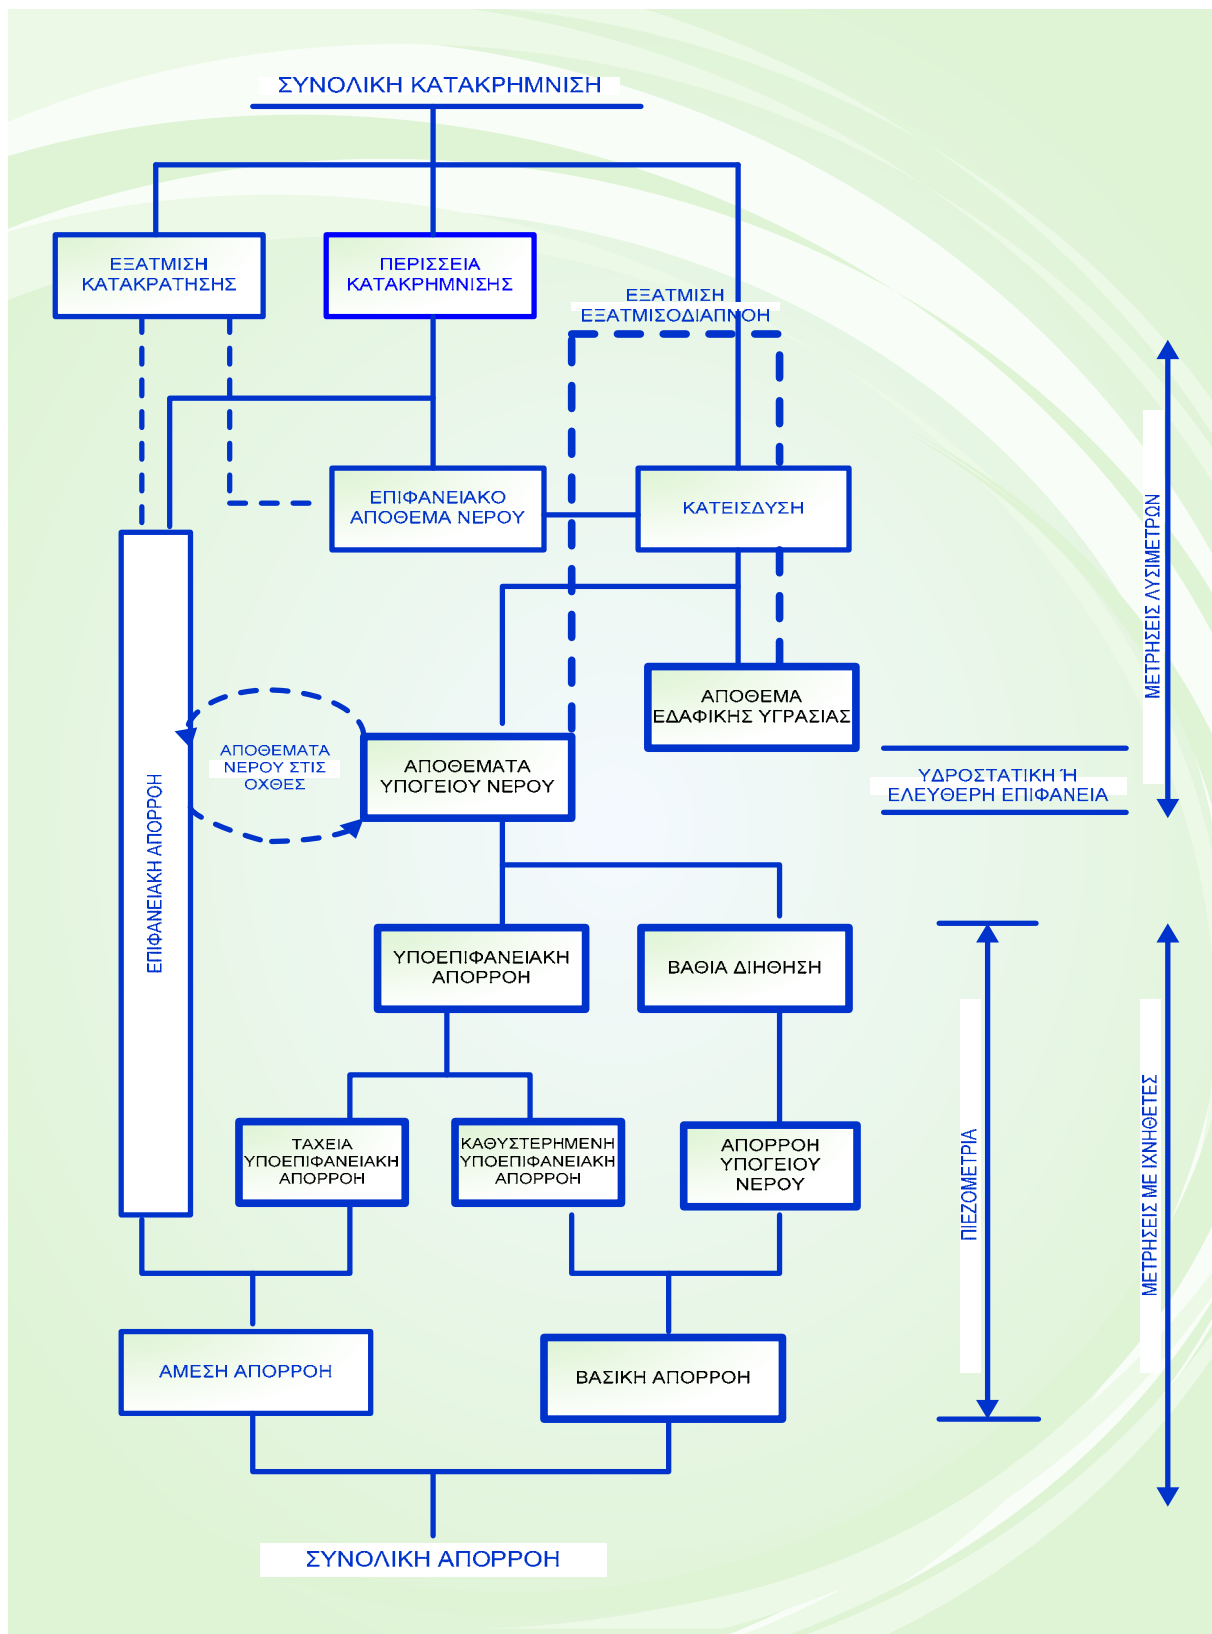 ΣΥΝΟΛΙΚΗ ΚΑΤΑΚΡΗΜΝΙΣΗ
ΕΞΑΤΜΙΣΗ
ΚΑΤΑΚΡΑΤΗΣΗΣ
ΠΕΡΙΣΣΕΙΑ
ΚΑΤΑΚΡΗΜΝΙΣΗΣ
ΕΞΑΤΜΙΣΗ
ΕΞΑΤΜΙΣΟΔΙΑΠΝΟΗ
ΕΠΙΦΑΝΕΙΑΚΟ
ΑΠΟΘΕΜΑ ΝΕΡΟΥ
ΚΑΤΕΙΣΔΥΣΗ
ΜΕΤΡΗΣΕΙΣ ΛΥΣΙΜΕΤΡΩΝ
ΑΠΟΘΕΜΑ
ΕΔΑΦΙΚΗΣ ΥΓΡΑΣΙΑΣ
ΑΠΟΘΕΜΑΤΑ
ΝΕΡΟΥ ΣΤΙΣ
ΟΧΘΕΣ
ΑΠΟΘΕΜΑΤΑ
ΥΠΟΓΕΙΟΥ ΝΕΡΟΥ
ΥΔΡΟΣΤΑΤΙΚΗ Ή
ΕΛΕΥΘΕΡΗ ΕΠΙΦΑΝΕΙΑ
ΕΠΙΦΑΝΕΙΑΚΗ ΑΠΟΡΡΟΗ
ΥΠΟΕΠΙΦΑΝΕΙΑΚΗ
ΑΠΟΡΡΟΗ
ΒΑΘΙΑ ΔΙΗΘΗΣΗ
ΤΑΧΕΙΑ
ΥΠΟΕΠΙΦΑΝΕΙΑΚΗ
ΑΠΟΡΡΟΗ
ΚΑΘΥΣΤΕΡΗΜΕΝΗ
ΥΠΟΕΠΙΦΑΝΕΙΑΚΗ
ΑΠΟΡΡΟΗ
ΑΠΟΡΡΟΗ
ΥΠΟΓΕΙΟΥ
ΝΕΡΟΥ
ΠΙΕΖΟΜΕΤΡΙΑ
ΜΕΤΡΗΣΕΙΣ ΜΕ ΙΧΝΗΘΕΤΕΣ
ΑΜΕΣΗ ΑΠΟΡΡΟΗ
ΒΑΣΙΚΗ ΑΠΟΡΡΟΗ
ΣΥΝΟΛΙΚΗ ΑΠΟΡΡΟΗ